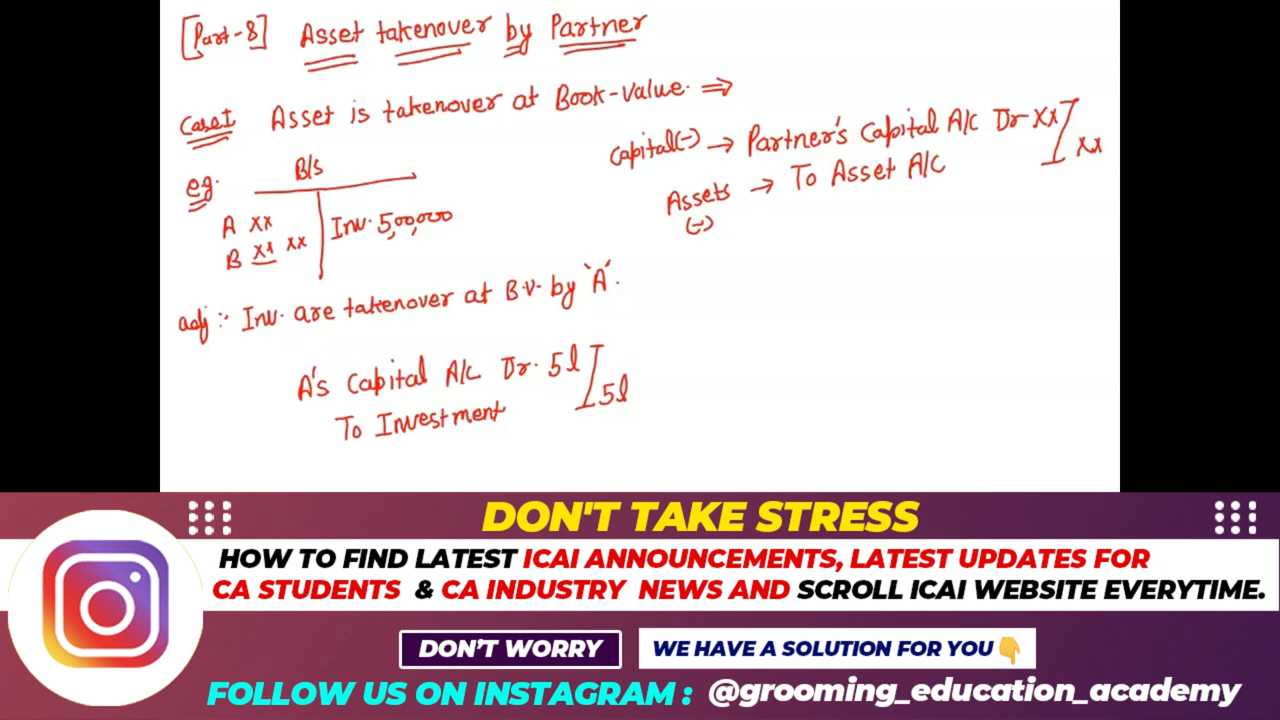 [Part-8] Asset takenover by Partner
Case I Asset is takenover at Book-value ⇒
Capital(-) → Partner's Capital A/C Dr xx
Assets → To Asset A/C xx
(-)
eg. B/s
A xx Inv. 5,00,000
B xx xx
adj :- Inv. are takenover at B.V. by 'A'.
A's Capital A/C Dr. 5l
To Investment 5l
DON'T TAKE STRESS
HOW TO FIND LATEST ICAI ANNOUNCEMENTS, LATEST UPDATES FOR
CA STUDENTS & CA INDUSTRY NEWS AND SCROLL ICAI WEBSITE EVERYTIME.
DON'T WORRY
WE HAVE A SOLUTION FOR YOU👇
FOLLOW US ON INSTAGRAM : @grooming_education_academy